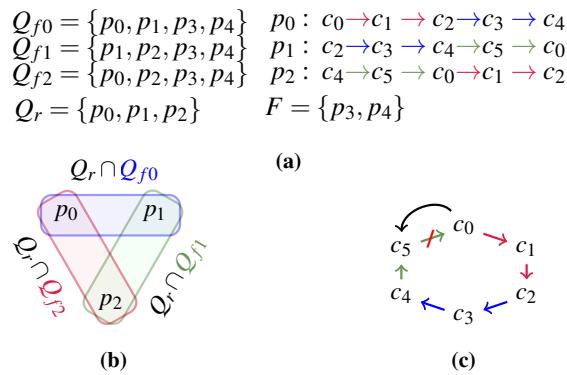 Q_{f0} = {p_0, p_1, p_3, p_4} p_0 : c_0 → c_1 → c_2 → c_3 → c_4
Q_{f1} = {p_1, p_2, p_3, p_4} p_1 : c_2 → c_3 → c_4 → c_5 → c_0
Q_{f2} = {p_0, p_2, p_3, p_4} p_2 : c_4 → c_5 → c_0 → c_1 → c_2
Q_r = {p_0, p_1, p_2} F = {p_3, p_4}
(a)
Q_r ∩ Q_{f0}
p_0
p_1
Q_r ∩ Q_{f2}
Q_r ∩ Q_{f1}
p_2
(b)
c_0
c_5
c_1
c_4
c_2
c_3
(c)